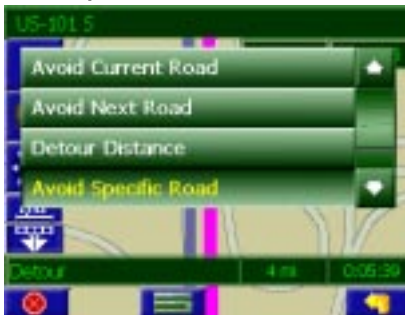 US-101 S
Avoid Current Road
Avoid Next Road
Detour Distance
Avoid Specific Road
Detour
4 mi
0:05:39